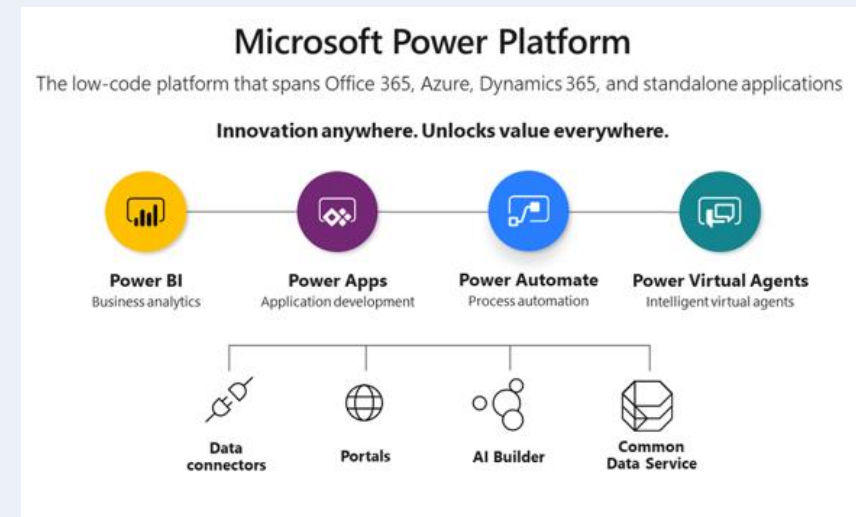 Microsoft Power Platform
The low-code platform that spans Office 365, Azure, Dynamics 365, and standalone applications
Innovation anywhere. Unlocks value everywhere.
Power BI
Business analytics
Power Apps
Application development
Power Automate
Process automation
Power Virtual Agents
Intelligent virtual agents
Data
connectors
Portals
AI Builder
Common
Data Service